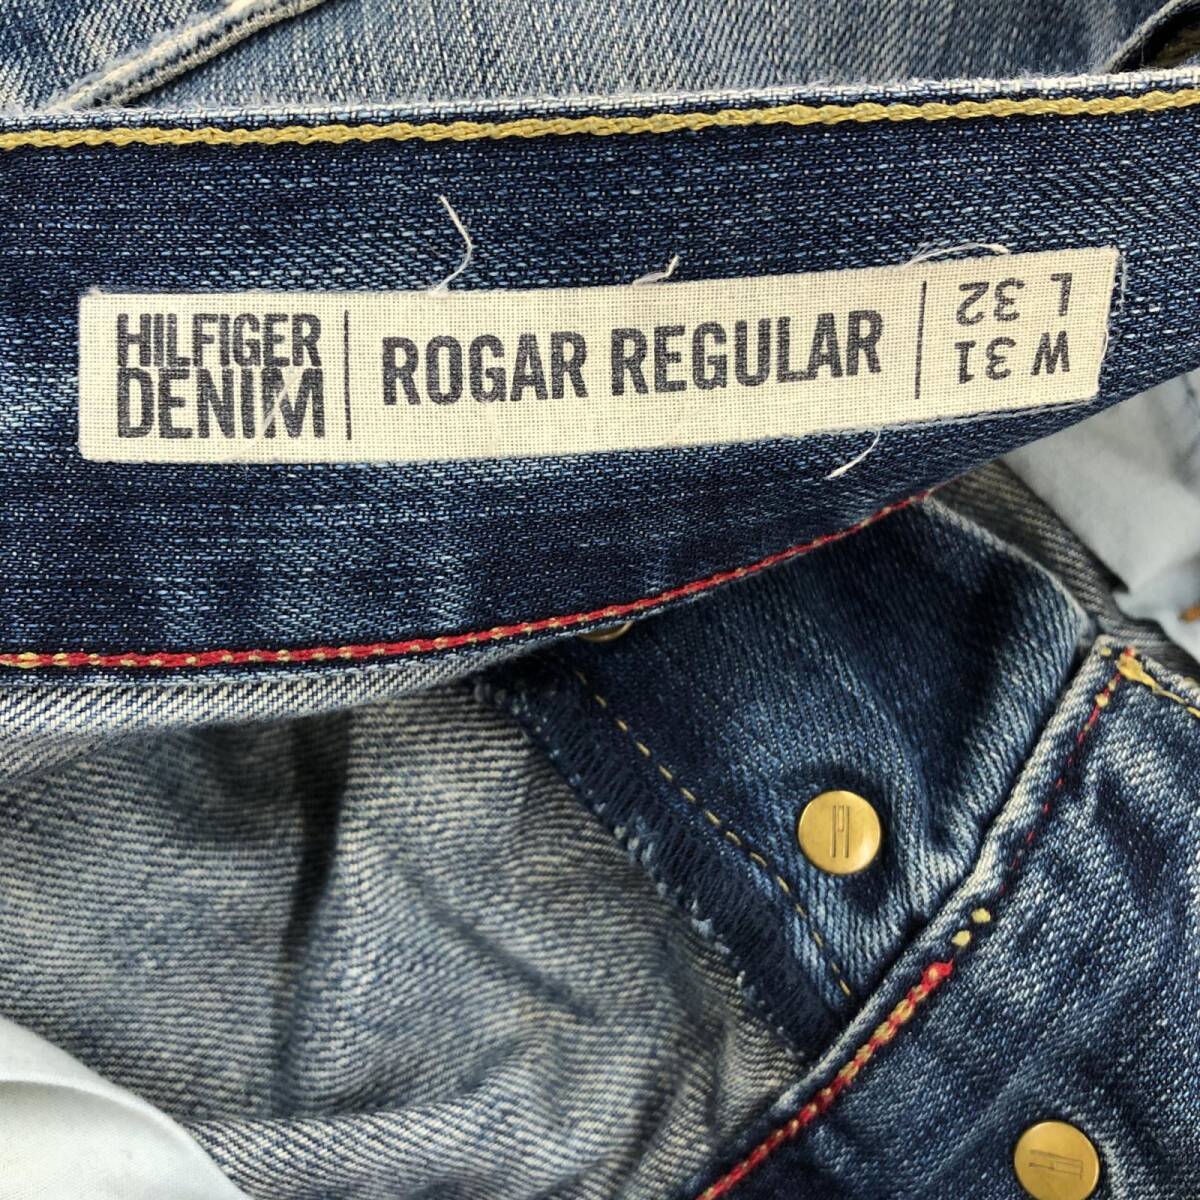 HILFIGER
DENIM
ROGAR REGULAR
W 31
L 32